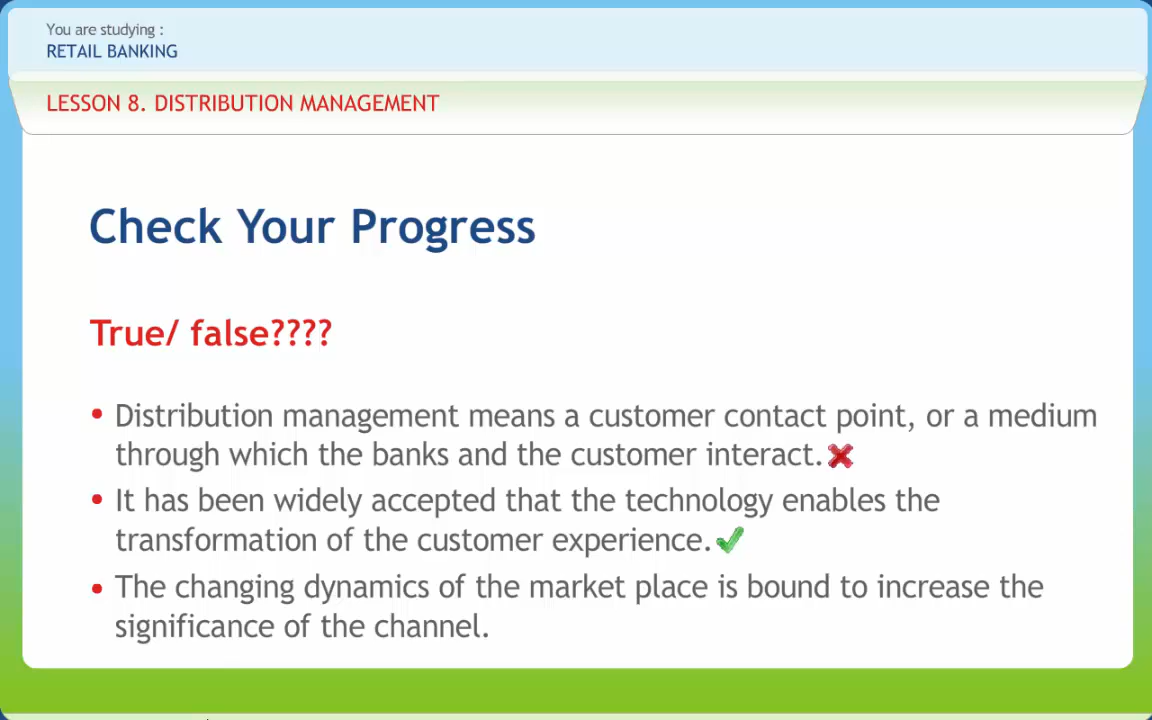 You are studying :
RETAIL BANKING
LESSON 8. DISTRIBUTION MANAGEMENT
Check Your Progress
True/ false????
• Distribution management means a customer contact point, or a medium
through which the banks and the customer interact.
• It has been widely accepted that the technology enables the
transformation of the customer experience.
• The changing dynamics of the market place is bound to increase the
significance of the channel.